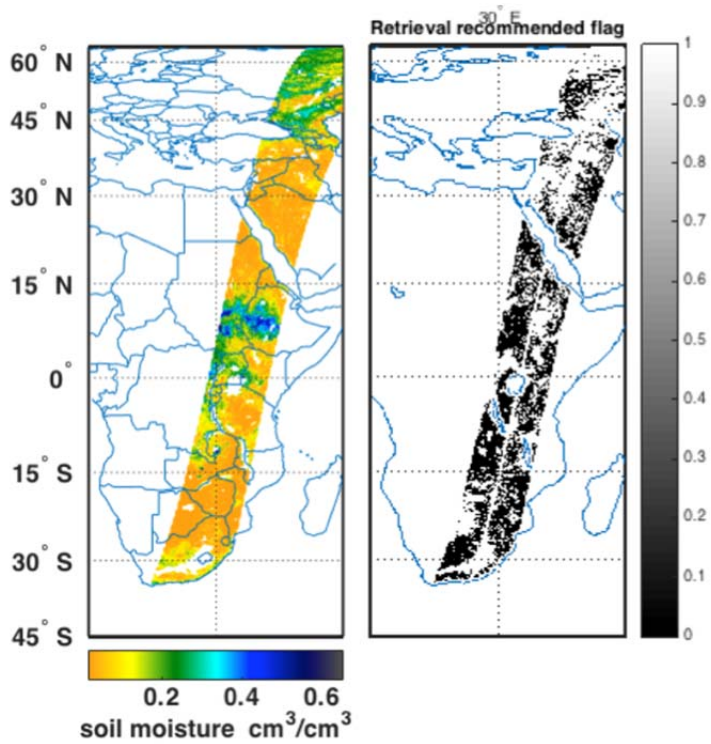 30° E
Retrieval recommended flag
60° N
45° N
30° N
15° N
0°
15° S
30° S
45° S
1
0.9
0.8
0.7
0.6
0.5
0.4
0.3
0.2
0.1
0
0.2 0.4 0.6
soil moisture cm³/cm³